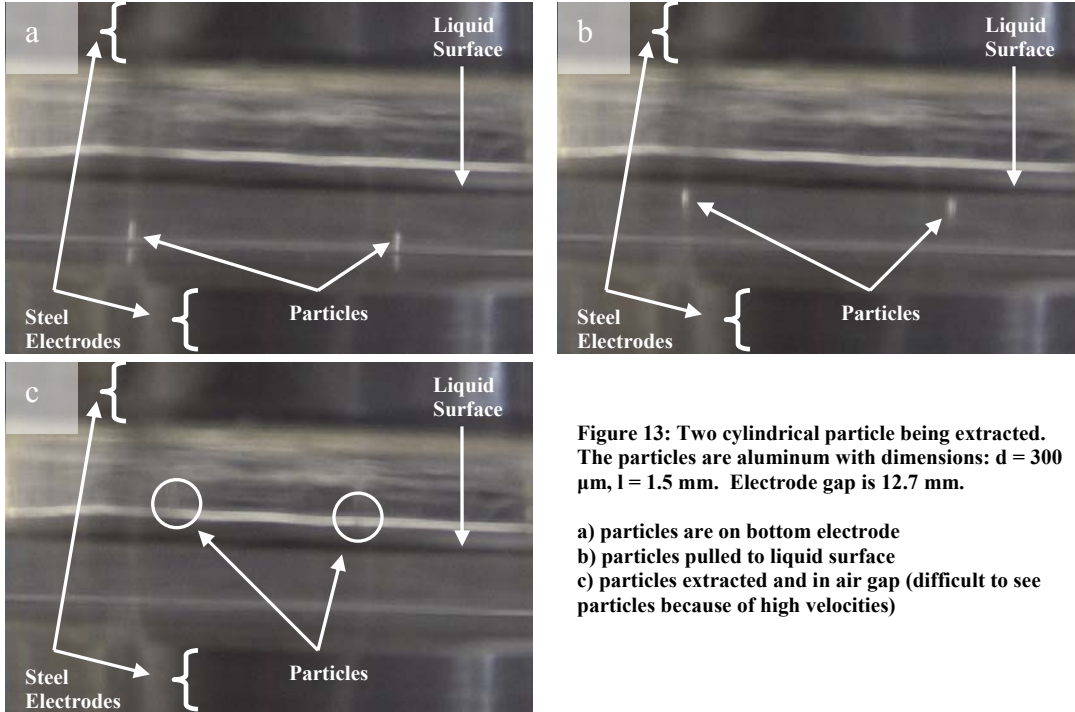 a
Liquid
Surface
Steel
Electrodes
Particles
b
Liquid
Surface
Steel
Electrodes
Particles
c
Liquid
Surface
Steel
Electrodes
Particles
Figure 13: Two cylindrical particle being extracted.
The particles are aluminum with dimensions: d = 300
μm, l = 1.5 mm.  Electrode gap is 12.7 mm.
a) particles are on bottom electrode
b) particles pulled to liquid surface
c) particles extracted and in air gap (difficult to see
particles because of high velocities)